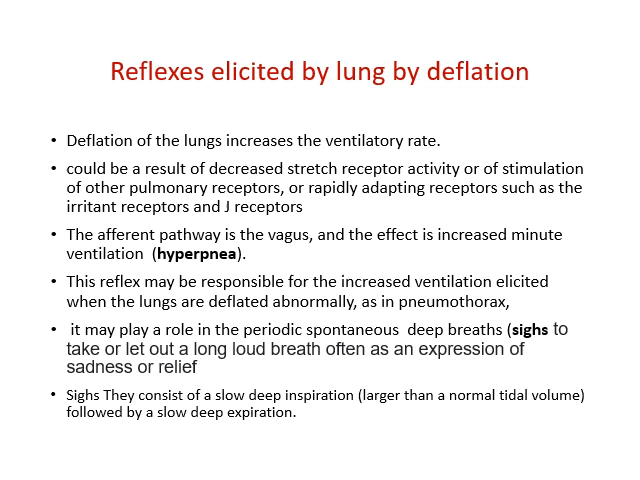 Reflexes elicited by lung by deflation
• Deflation of the lungs increases the ventilatory rate.
• could be a result of decreased stretch receptor activity or of stimulation
of other pulmonary receptors, or rapidly adapting receptors such as the
irritant receptors and J receptors
• The afferent pathway is the vagus, and the effect is increased minute
ventilation (hyperpnea).
• This reflex may be responsible for the increased ventilation elicited
when the lungs are deflated abnormally, as in pneumothorax,
• it may play a role in the periodic spontaneous deep breaths (sighs to
take or let out a long loud breath often as an expression of
sadness or relief
• Sighs They consist of a slow deep inspiration (larger than a normal tidal volume)
followed by a slow deep expiration.